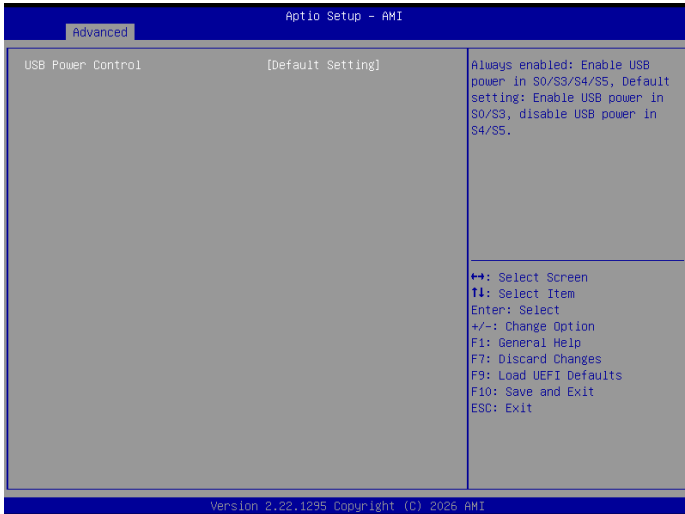 Aptio Setup – AMI
Advanced
USB Power Control [Default Setting]
Always enabled: Enable USB
power in S0/S3/S4/S5, Default
setting: Enable USB power in
S0/S3, disable USB power in
S4/S5.
↔: Select Screen
↑↓: Select Item
Enter: Select
+/-: Change Option
F1: General Help
F7: Discard Changes
F9: Load UEFI Defaults
F10: Save and Exit
ESC: Exit
Version 2.22.1295 Copyright (C) 2026 AMI